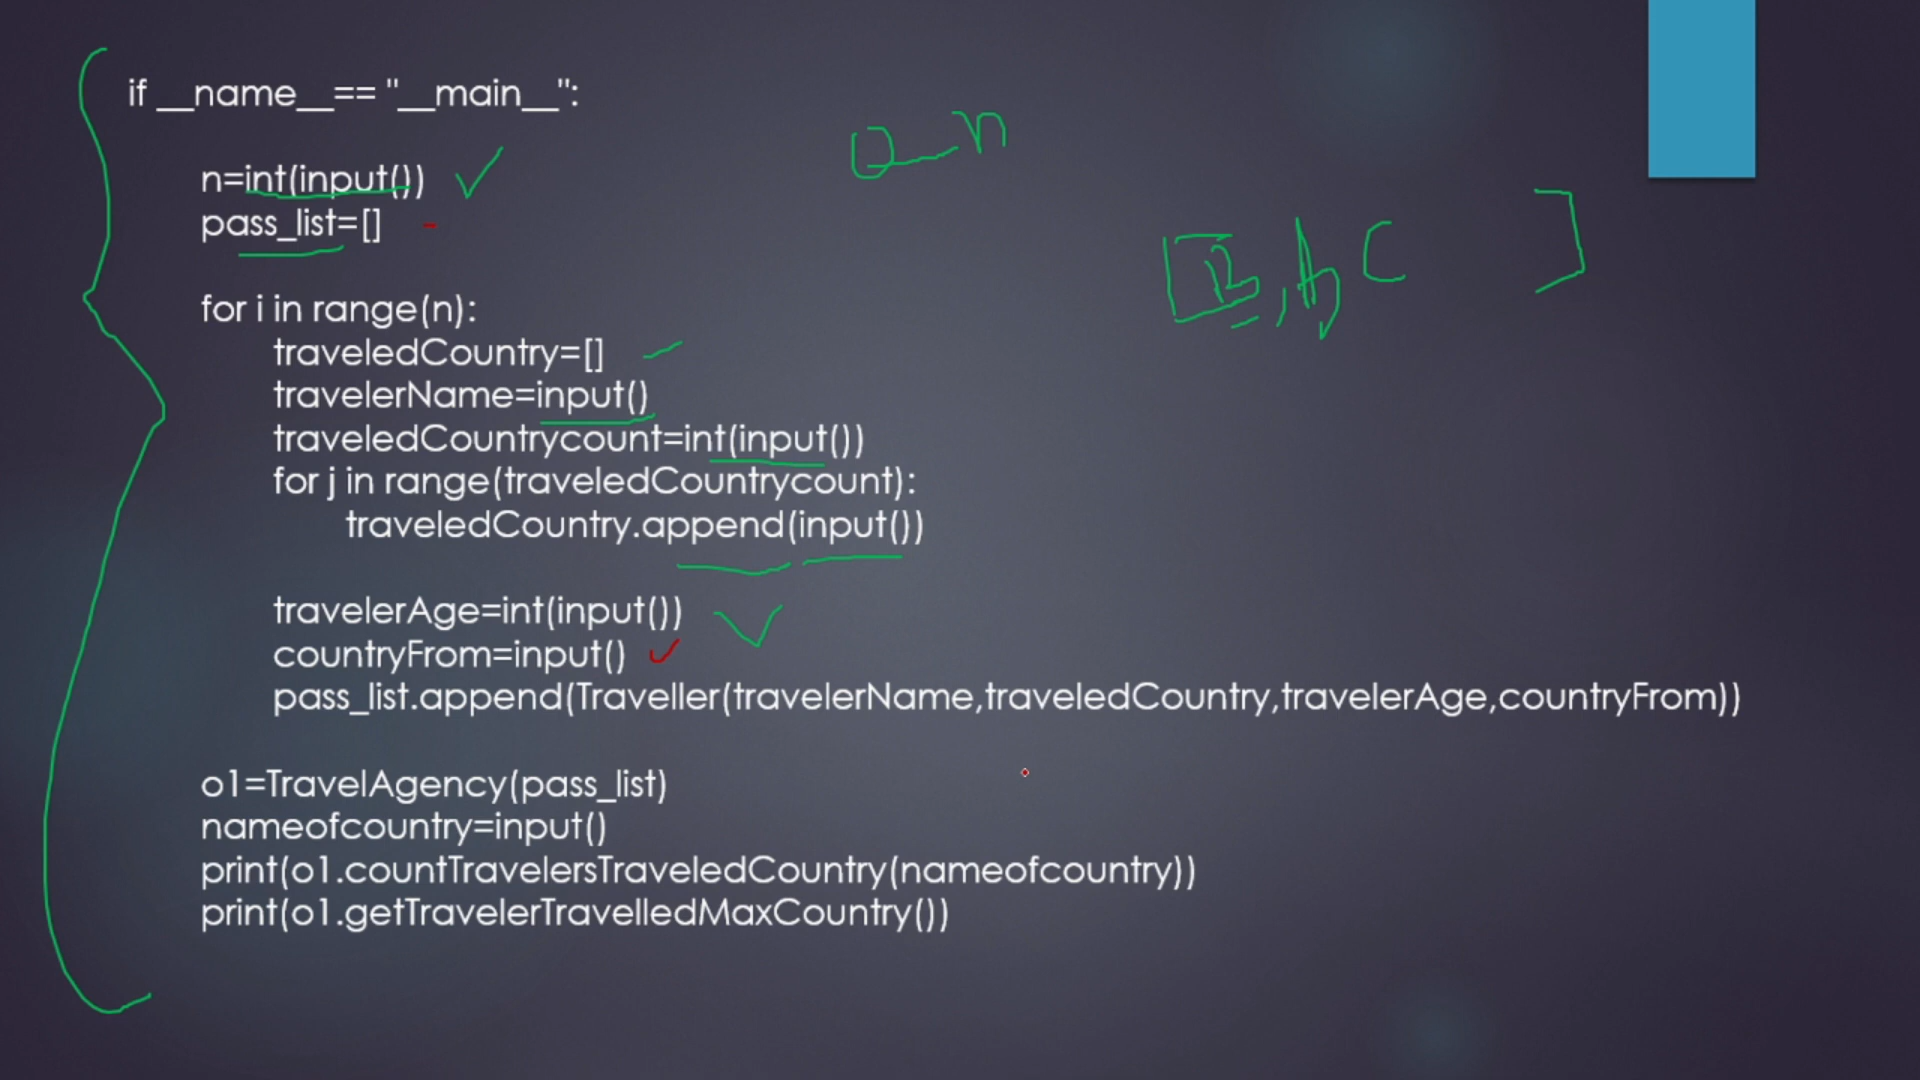 if __name__== "__main__":
n=int(input())
pass_list=[]
for i in range(n):
traveledCountry=[]
travelerName=input()
traveledCountrycount=int(input())
for j in range(traveledCountrycount):
traveledCountry.append(input())
travelerAge=int(input())
countryFrom=input()
pass_list.append(Traveller(travelerName,traveledCountry,travelerAge,countryFrom))
o1=TravelAgency(pass_list)
nameofcountry=input()
print(o1.countTravelersTraveledCountry(nameofcountry))
print(o1.getTravelerTravelledMaxCountry())